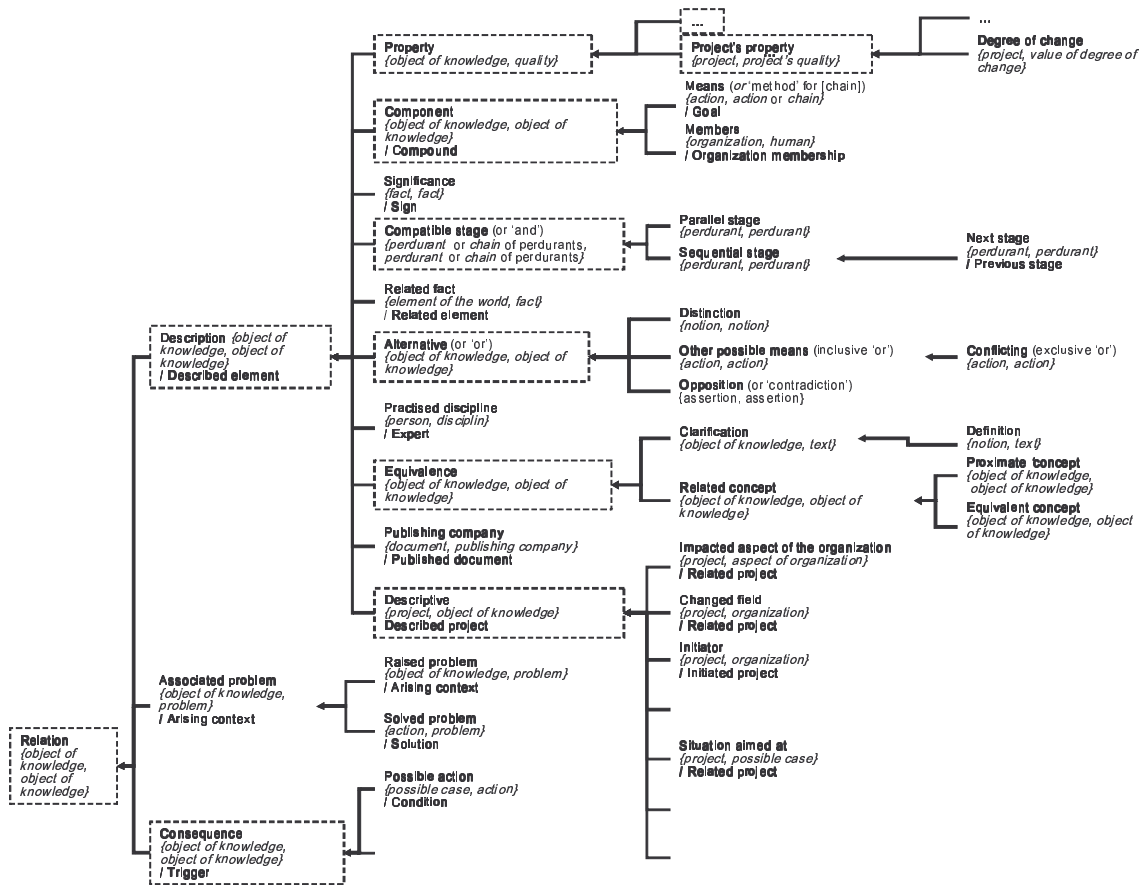 Relation
{object of
knowledge,
object of
knowledge}
Description {object of
knowledge, object of
knowledge}
/ Described element
Associated problem
{object of knowledge,
problem}
/ Arising context
Consequence
{object of knowledge,
object of knowledge}
/ Trigger
Property
{object of knowledge, quality}
Component
{object of knowledge, object of
knowledge}
/ Compound
Significance
{fact, fact}
/ Sign
Compatible stage (or ‘and’)
{perdurant or chain of perdurants,
perdurant or chain of perdurants}
Related fact
{element of the world, fact}
/ Related element
Alternative (or ‘or’)
{object of knowledge, object of
knowledge}
Practised discipline
{person, disciplin}
/ Expert
Equivalence
{object of knowledge, object of
knowledge}
Publishing company
{document, publishing company}
/ Published document
Descriptive
{project, object of knowledge}
Described project
Raised problem
{object of knowledge, problem}
/ Arising context
Solved problem
{action, problem}
/ Solution
Possible action
{possible case, action}
/ Condition
...
Project's property
{project, project's quality}
...
Means (or ‘method’ for [chain])
{action, action or chain}
/ Goal
Members
{organization, human}
/ Organization membership
Parallel stage
{perdurant, perdurant}
Sequential stage
{perdurant, perdurant}
Distinction
{notion, notion}
Other possible means (inclusive ‘or’)
{action, action}
Opposition (or ‘contradiction’)
{assertion, assertion}
Clarification
{object of knowledge, text}
Related concept
{object of knowledge, object of
knowledge}
Impacted aspect of the organization
{project, aspect of organization}
/ Related project
Changed field
{project, organization}
/ Related project
Initiator
{project, organization}
/ Initiated project
Situation aimed at
{project, possible case}
/ Related project
...
Degree of change
{project, value of degree of
change}
Next stage
{perdurant, perdurant}
/ Previous stage
Conflicting (exclusive ‘or’)
{action, action}
Definition
{notion, text}
Proximate concept
{object of knowledge,
object of knowledge}
Equivalent concept
{object of knowledge, object
of knowledge}